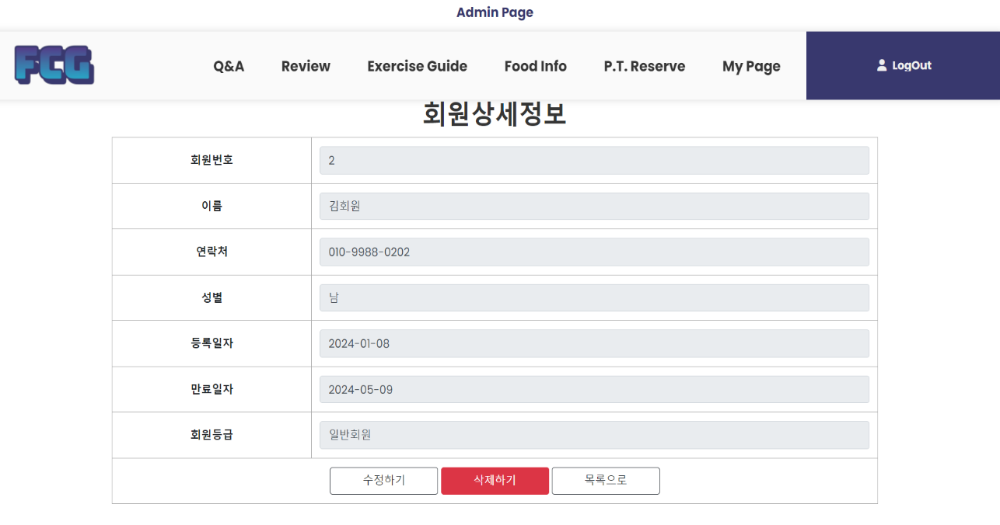 Admin Page
FCG
Q&A Review Exercise Guide Food Info P.T. Reserve My Page LogOut
회원상세정보
회원번호 2
이름 김회원
연락처 010-9988-0202
성별 남
등록일자 2024-01-08
만료일자 2024-05-09
회원등급 일반회원
수정하기 삭제하기 목록으로